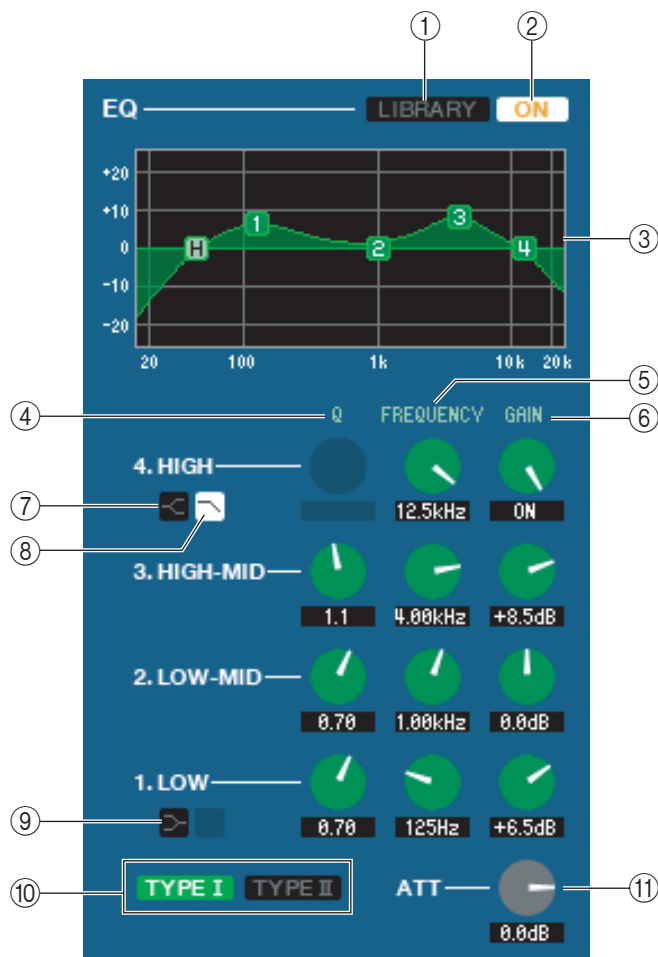 ① ②
EQ LIBRARY ON
+20
+10
0
-10
-20
H 1 2 3 4
③
20 100 1k 10k 20k
④ ⑤ ⑥
Q FREQUENCY GAIN
4. HIGH
⑦
⑧
12.5kHz ON
3. HIGH-MID
1.1 4.00kHz +8.5dB
2. LOW-MID
0.70 1.00kHz 0.0dB
1. LOW
⑨
0.70 125Hz +6.5dB
⑩ TYPE I TYPE II ATT ⑪
0.0dB